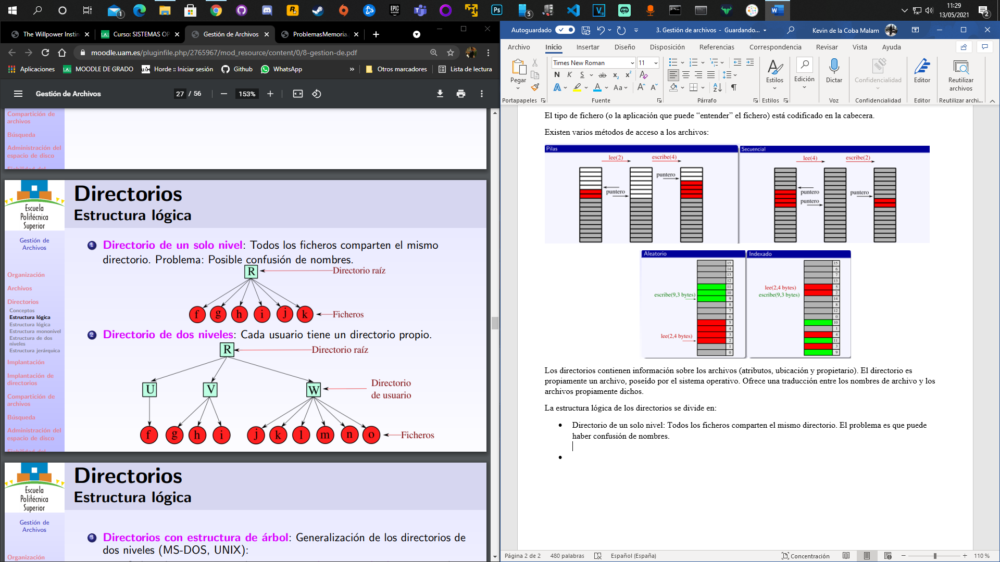 11:29
13/05/2021
1
5
2
The Willpower Instin
Curso: SISTEMAS OP
Gestión de Archivos
ProblemasMemoria.
moodle.uam.es/pluginfile.php/2765967/mod_resource/content/0/8-gestion-de.pdf
Aplicaciones
MOODLE DE GRADO
Horde :: Iniciar sesión
Github
WhatsApp
»
Otros marcadores
Lista de lectura
Gestión de Archivos
27 / 56
153%
Compartición de
archivos
Búsqueda
Administración del
espacio de disco
Fiabilidad del
Escuela
Politécnica
Superior
Directorios
Estructura lógica
Gestión de
Archivos
Organización
Archivos
Directorios
Conceptos
Estructura lógica
Estructura lógica
Estructura mononivel
Estructura de dos
niveles
Estructura jerárquica
Implantación
Implantación de
directorios
Compartición de
archivos
Búsqueda
Administración del
espacio de disco
Fiabilidad del
1 Directorio de un solo nivel: Todos los ficheros comparten el mismo
directorio. Problema: Posible confusión de nombres.
R
Directorio raíz
f g h i j k
Ficheros
2 Directorio de dos niveles: Cada usuario tiene un directorio propio.
R
Directorio raíz
U V W
Directorio
de usuario
f g h i j k l m n o
Ficheros
Escuela
Politécnica
Superior
Directorios
Estructura lógica
Gestión de
Archivos
Organización
3 Directorios con estructura de árbol: Generalización de los directorios de
dos niveles (MS-DOS, UNIX):
Autoguardado
3. Gestión de archivos - Guardando...
Kevin de la Coba Malam
Archivo
Inicio
Insertar
Diseño
Disposición
Referencias
Correspondencia
Revisar
Vista
Ayuda
Pegar
Times New Roman
11
N K S ab x₂ x²
A A Aa A A
Estilos
Edición
Dictar
Confidencialidad
Editor
Reutilizar
archivos
Portapapeles
Fuente
Párrafo
Estilos
Voz
Confidencialidad
Editor
Reutilizar archi...
El tipo de fichero (o la aplicación que puede “entender” el fichero) está codificado en la cabecera.
Existen varios métodos de acceso a los archivos:
Pilas
lee(2)
escribe(4)
puntero
puntero
Secuencial
lee(4)
escribe(2)
puntero
puntero
puntero
Aleatorio
escribe(9,3 bytes)
lee(2,4 bytes)
15
14
13
12
11
10
9
8
7
6
5
4
3
2
1
0
Indexado
lee(2,4 bytes)
escribe(9,3 bytes)
15
6
7
13
5
2
14
8
12
0
10
1
4
11
3
9
Los directorios contienen información sobre los archivos (atributos, ubicación y propietario). El directorio es
propiamente un archivo, poseído por el sistema operativo. Ofrece una traducción entre los nombres de archivo y los
archivos propiamente dichos.
La estructura lógica de los directorios se divide en:
• Directorio de un solo nivel: Todos los ficheros comparten el mismo directorio. El problema es que puede
haber confusión de nombres.
•
Página 2 de 2
480 palabras
Español (España)
Concentración
110 %